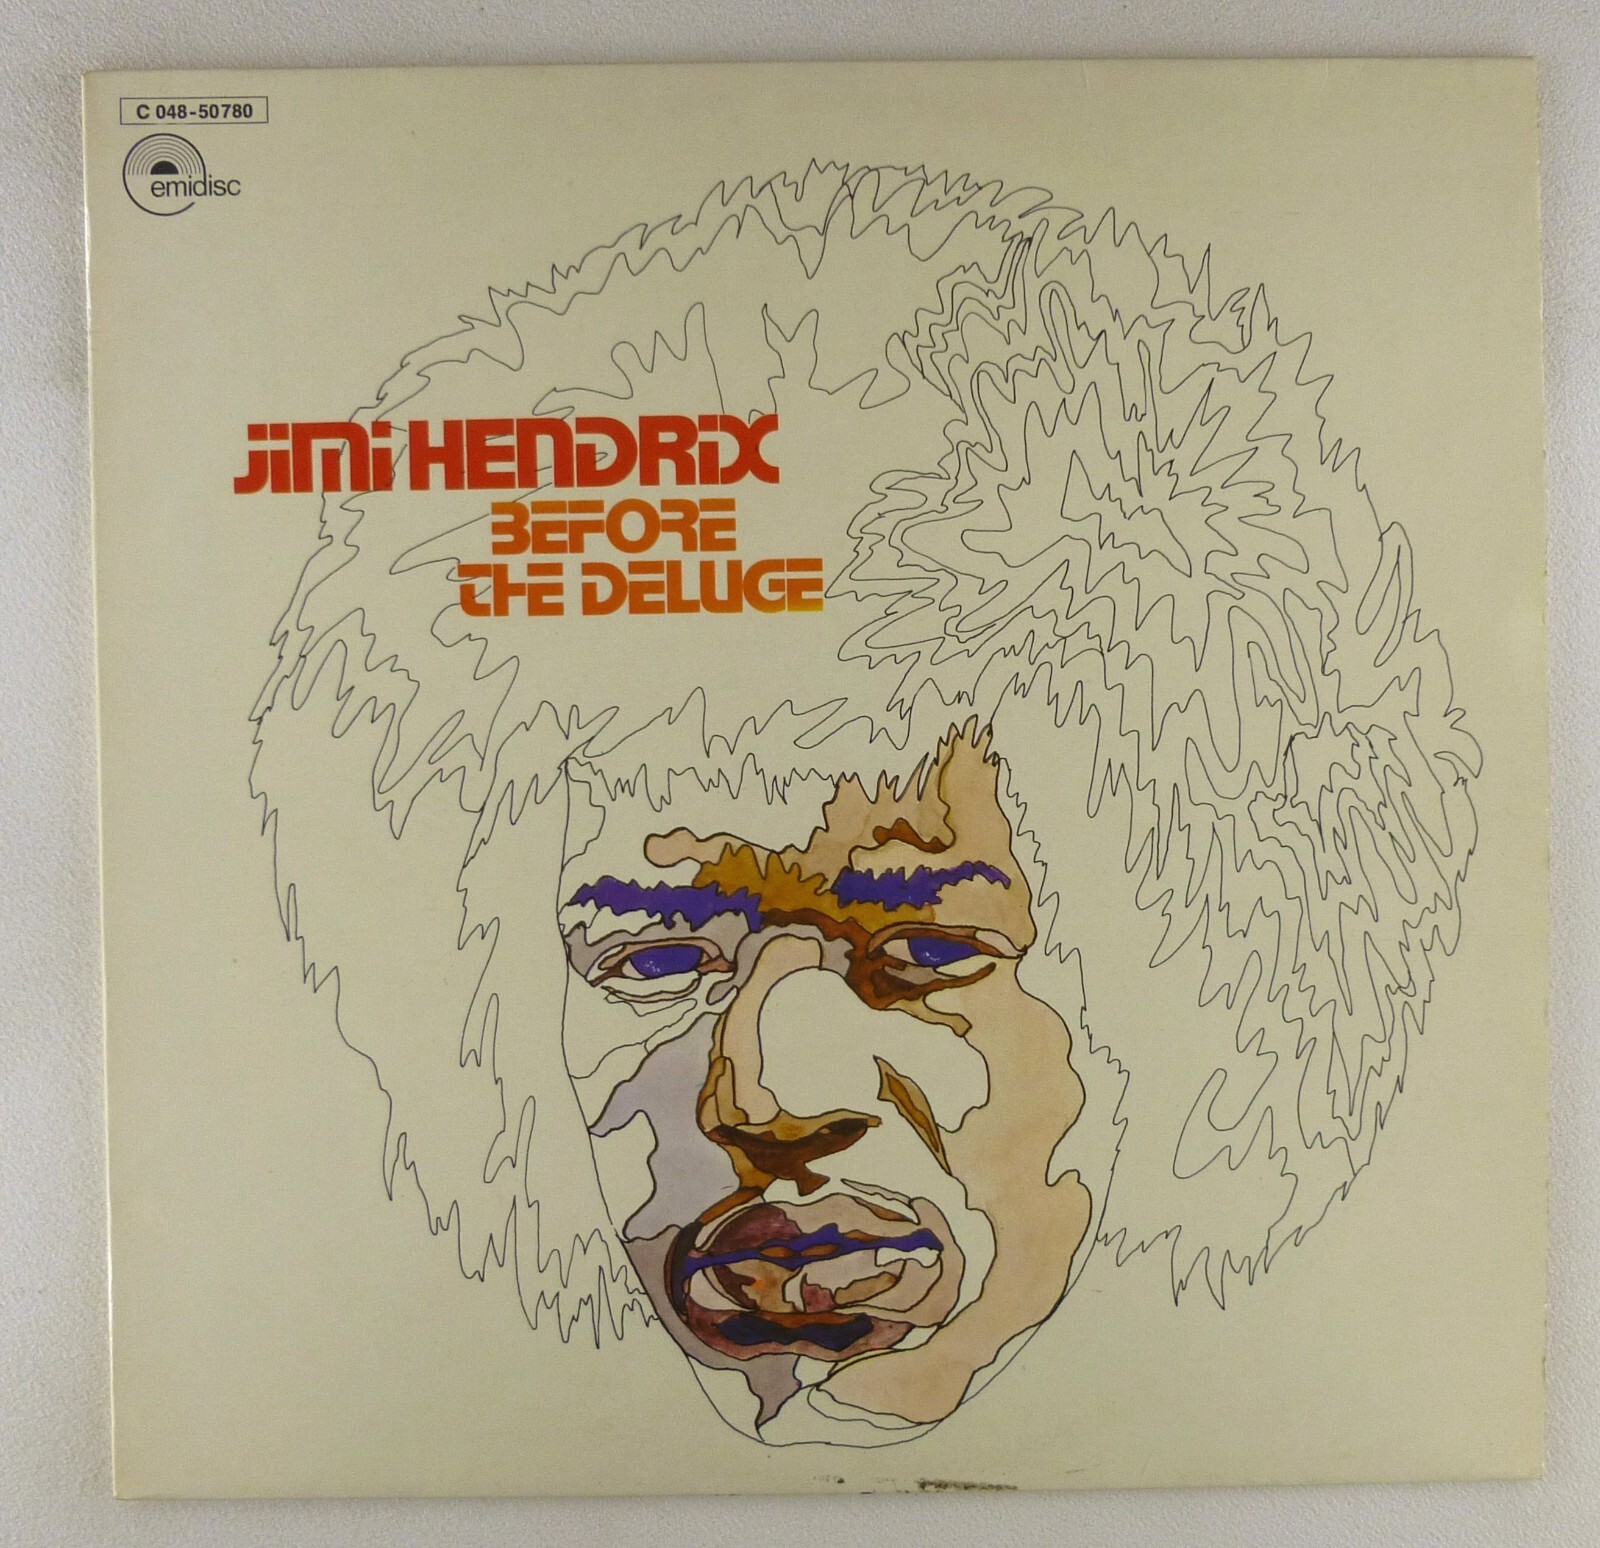 C 048-50780
emidisc
JIMI HENDRIX
BEFORE
THE DELUGE